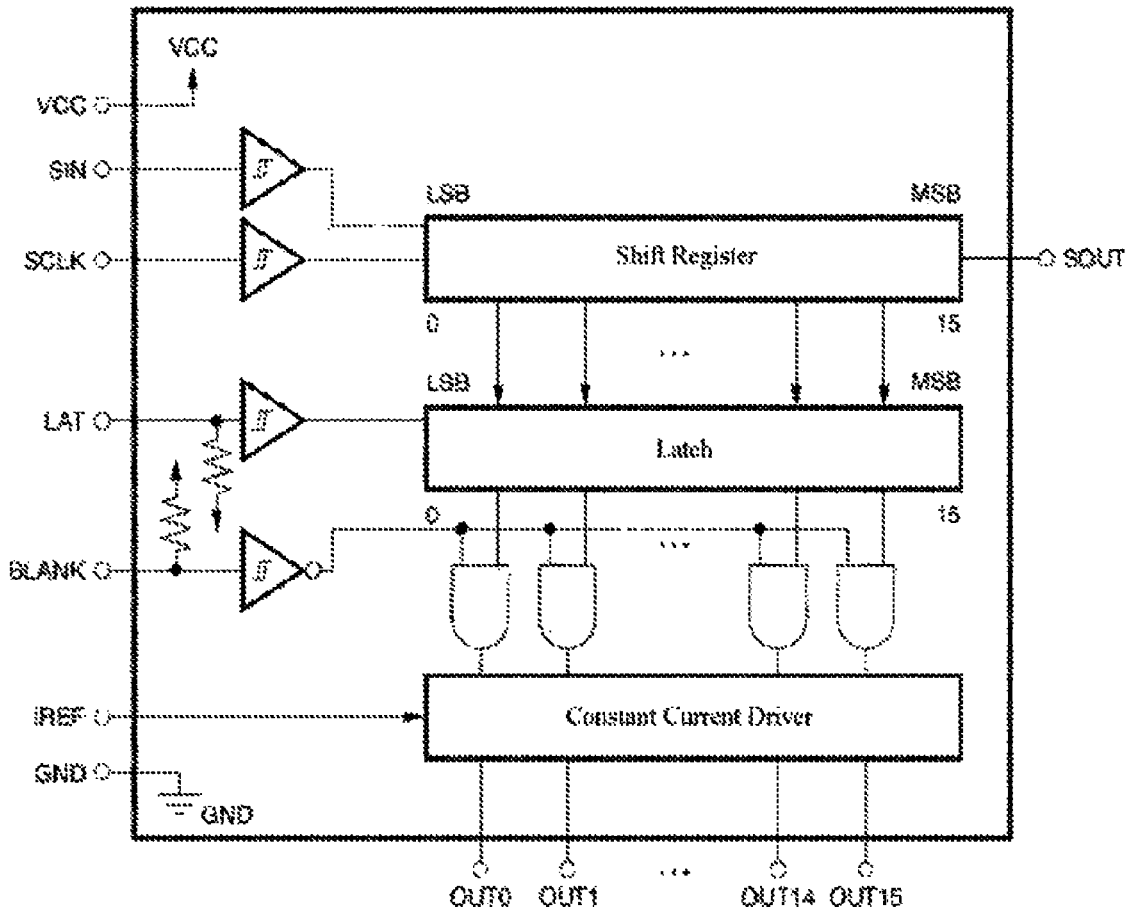 VCC
VCC
SIN
LSB MSB
SCLK Shift Register SOUT
0 ... 15
LSB MSB
LAT Latch
0 ... 15
BLANK
IREF Constant Current Driver
GND
GND
OUT0 OUT1 ... OUT14 OUT15